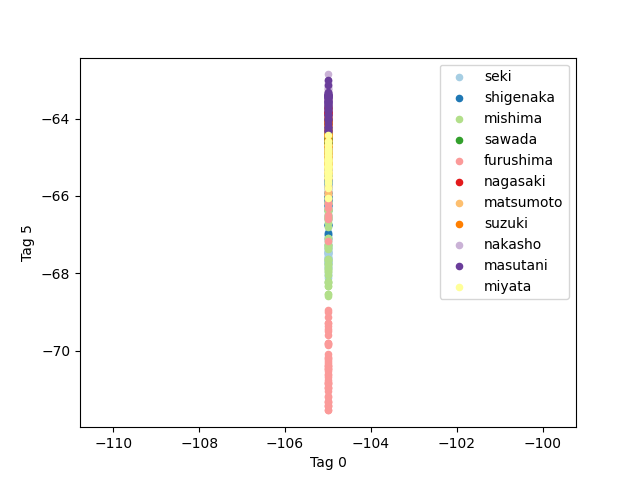 seki
shigenaka
mishima
sawada
furushima
nagasaki
matsumoto
suzuki
nakasho
masutani
miyata
−64
−66
−68
−70
Tag 5
−110
−108
−106
−104
−102
−100
Tag 0